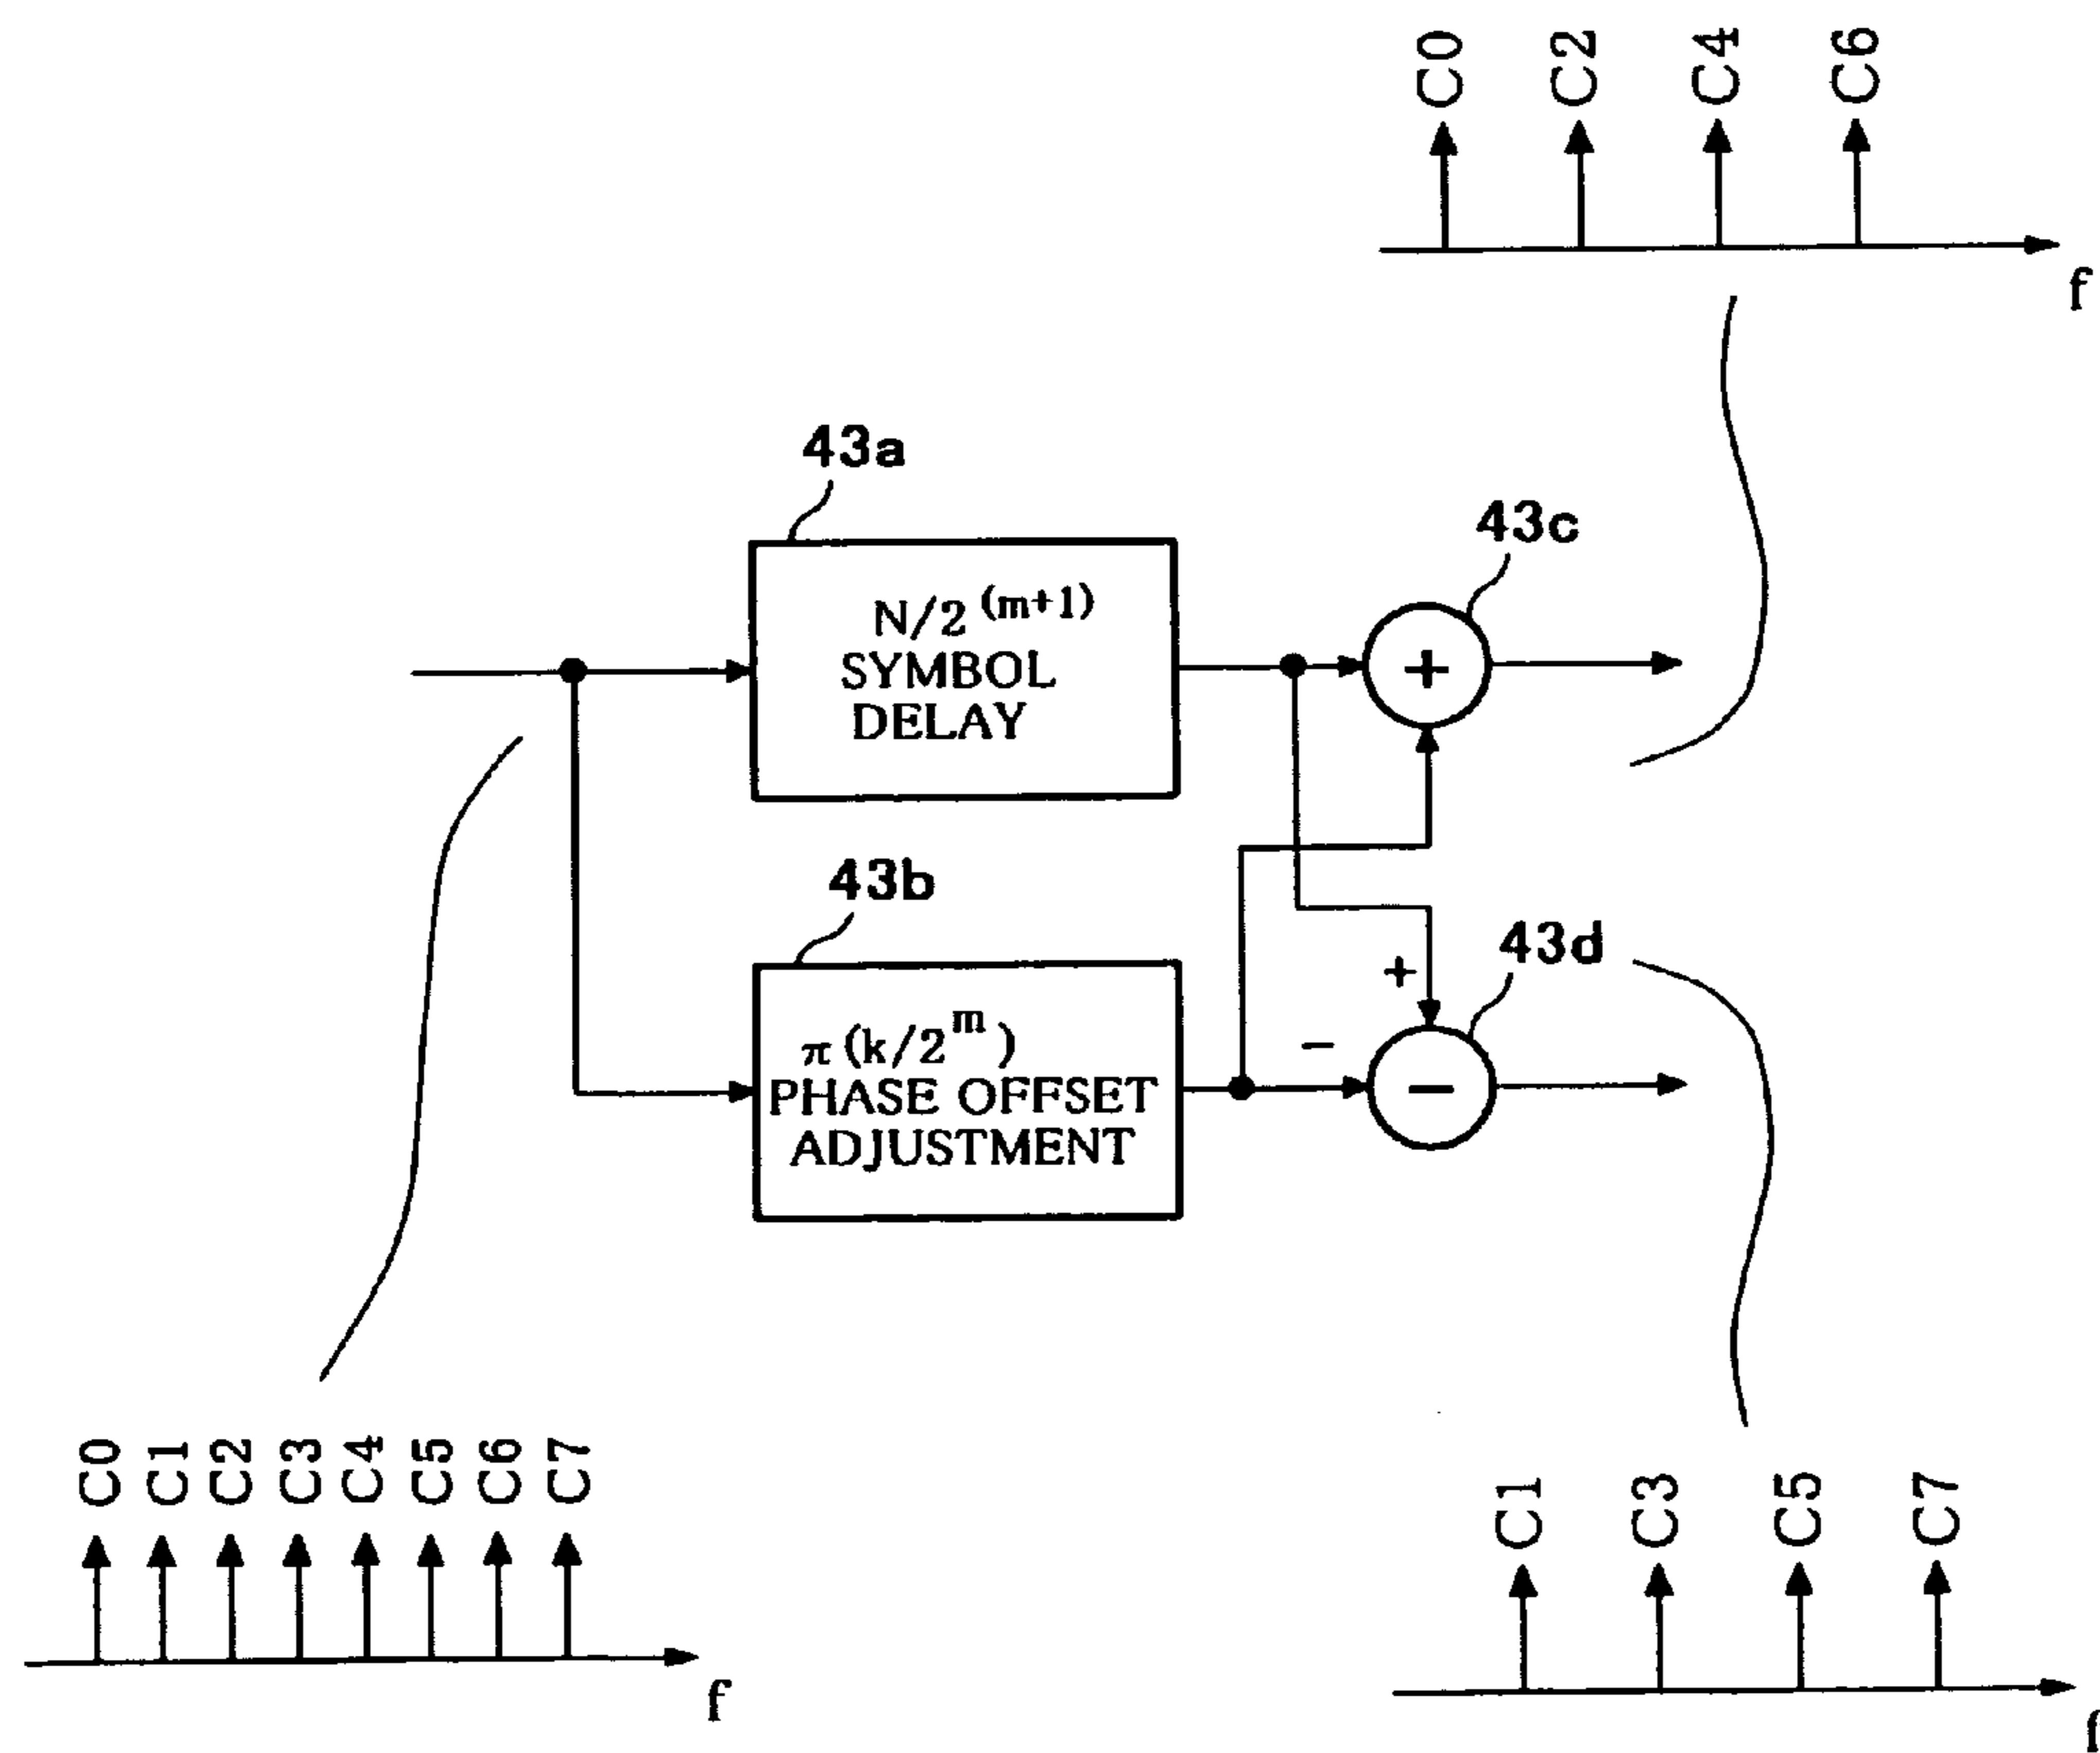 C0 C2 C4 C6
f
43a
N/2^(m+1)
SYMBOL
DELAY
43c
+
43b
π(k/2^m)
PHASE OFFSET
ADJUSTMENT
43d
+
−
−
C0 C1 C2 C3 C4 C5 C6 C7
f
C1 C3 C5 C7
f